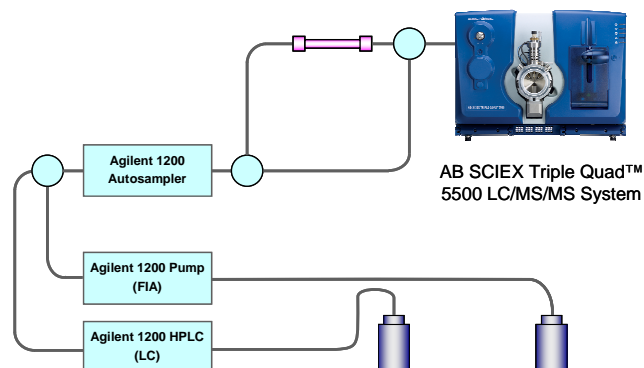 Agilent 1200
Autosampler
AB SCIEX Triple Quad™
5500 LC/MS/MS System
Agilent 1200 Pump
(FIA)
Agilent 1200 HPLC
(LC)